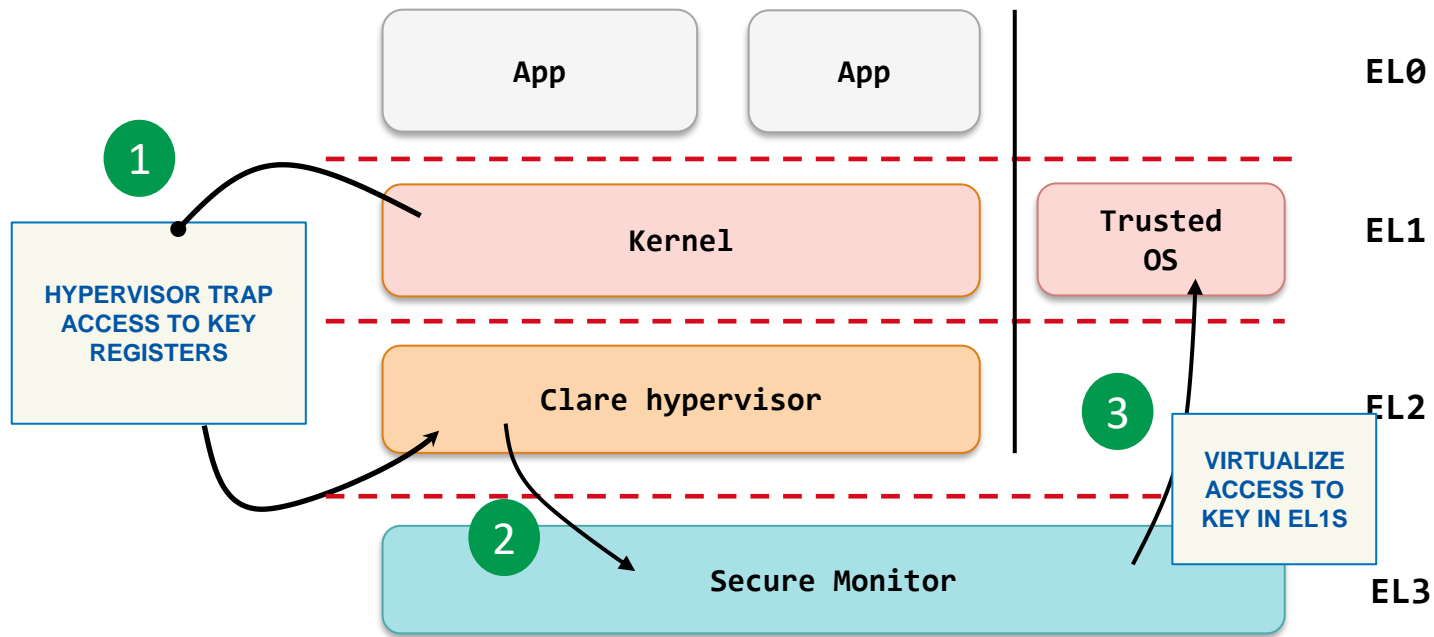 App
App
EL0
1
Kernel
Trusted
OS
EL1
HYPERVISOR TRAP
ACCESS TO KEY
REGISTERS
Clare hypervisor
3
EL2
VIRTUALIZE
ACCESS TO
KEY IN EL1S
2
Secure Monitor
EL3